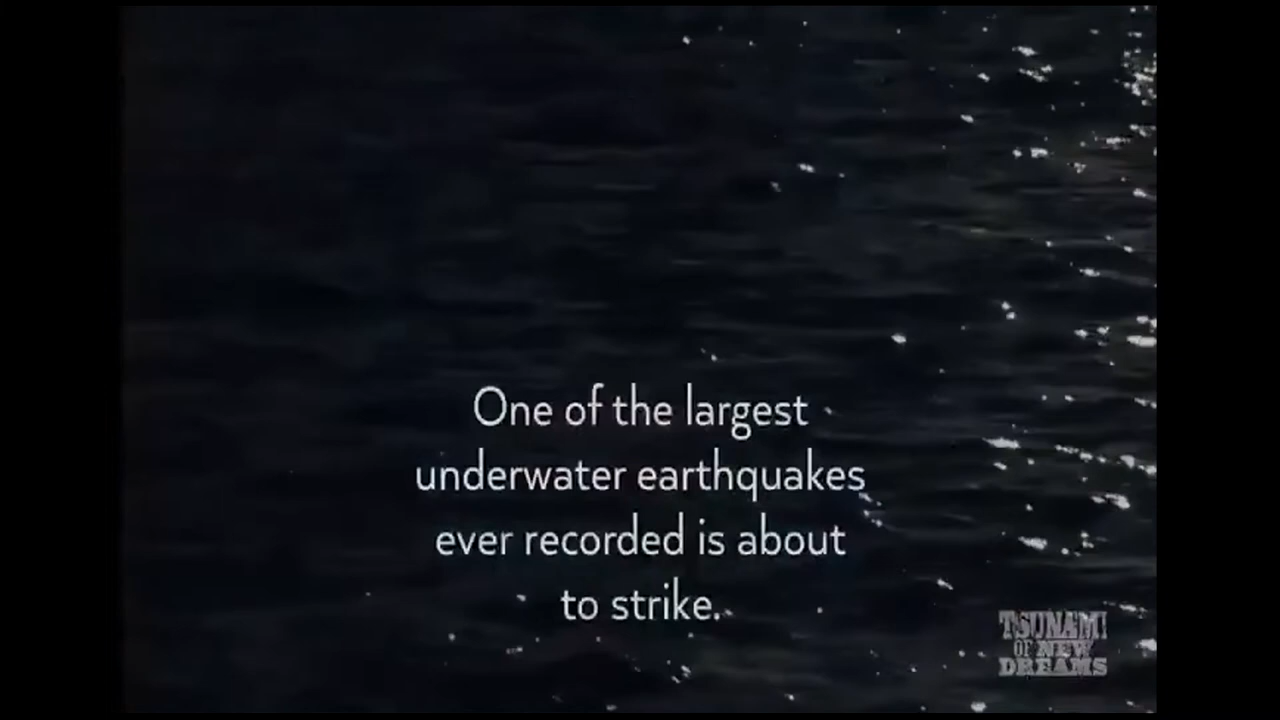 One of the largest
underwater earthquakes
ever recorded is about
to strike.
TSUNAMI
OF NEW
DREAMS